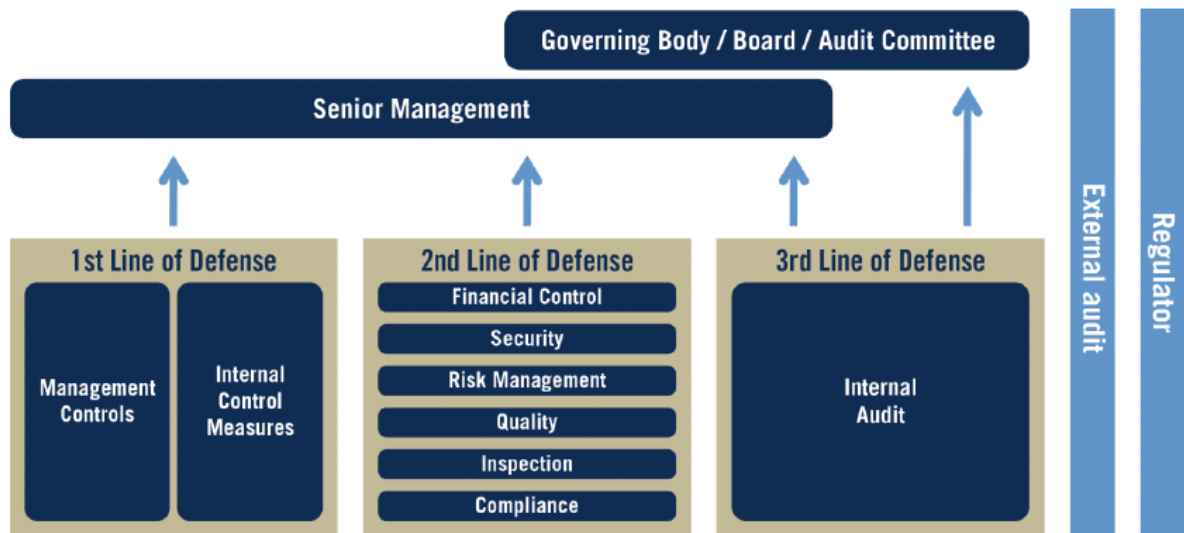 Governing Body / Board / Audit Committee
Senior Management
1st Line of Defense
Management
Controls
Internal
Control
Measures
2nd Line of Defense
Financial Control
Security
Risk Management
Quality
Inspection
Compliance
3rd Line of Defense
Internal
Audit
External audit
Regulator